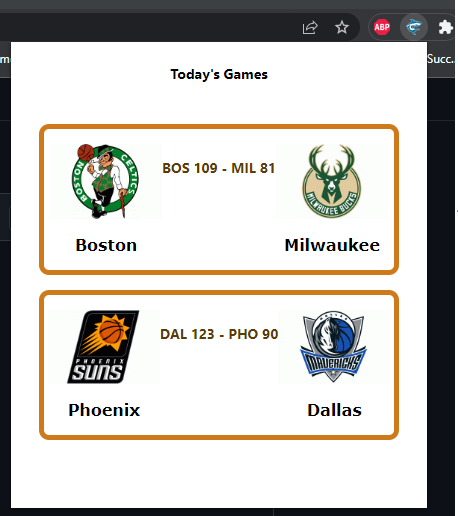 ABP
me
Succ..
Today's Games
BOSTON CELTICS
BOS 109 - MIL 81
MILWAUKEE BUCKS
Boston
Milwaukee
PHOENIX
SUNS
DAL 123 - PHO 90
DALLAS
MAVERICKS
Phoenix
Dallas